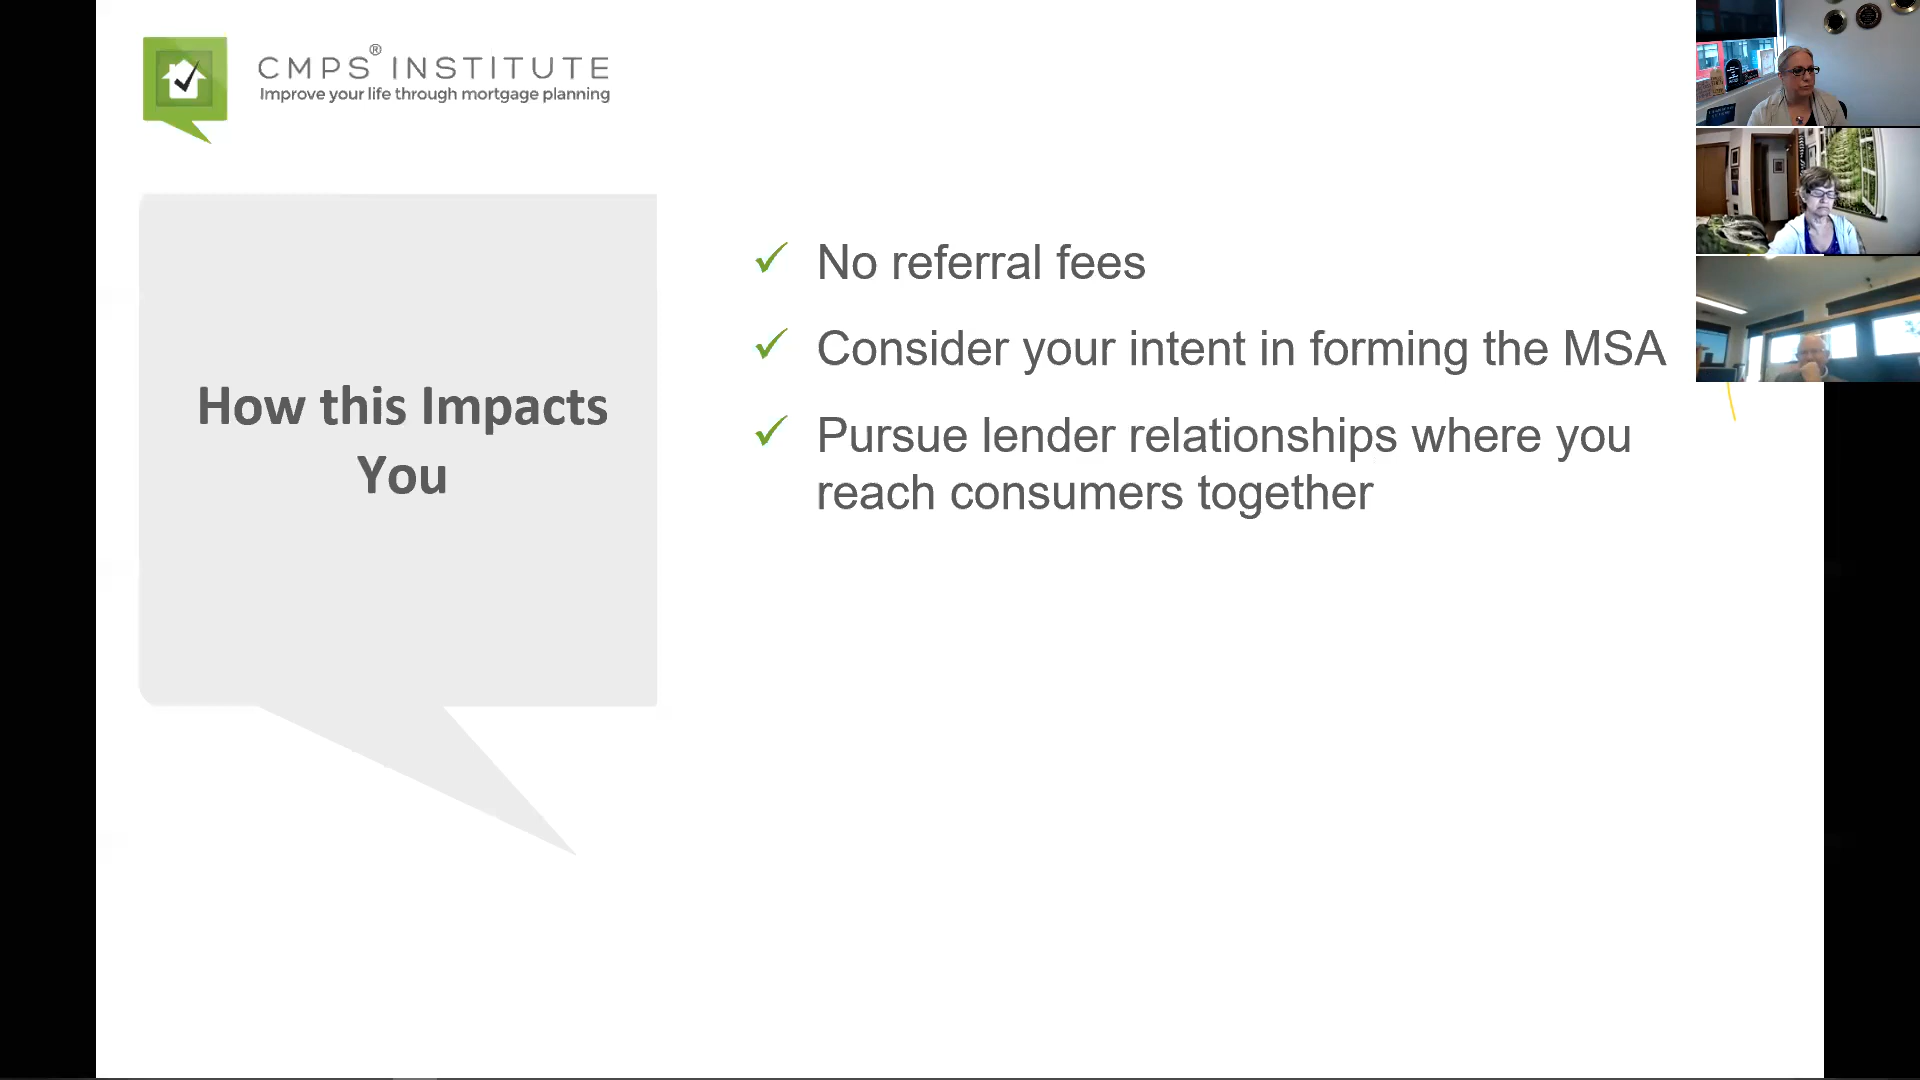 CMPS® INSTITUTE
Improve your life through mortgage planning
How this Impacts
You
No referral fees
Consider your intent in forming the MSA
Pursue lender relationships where you
reach consumers together